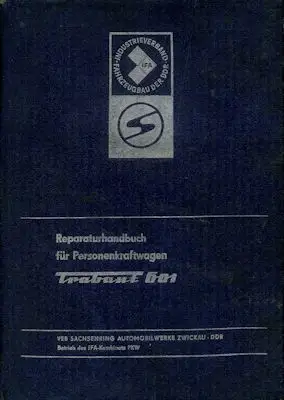 INDUSTRIEVERBAND
FAHRZEUGBAU DER DDR
IFA
Reparaturhandbuch
für Personenkraftwagen
Trabant 601
VEB SACHSENRING AUTOMOBILWERKE ZWICKAU · DDR
Betrieb des IFA-Kombinats PKW